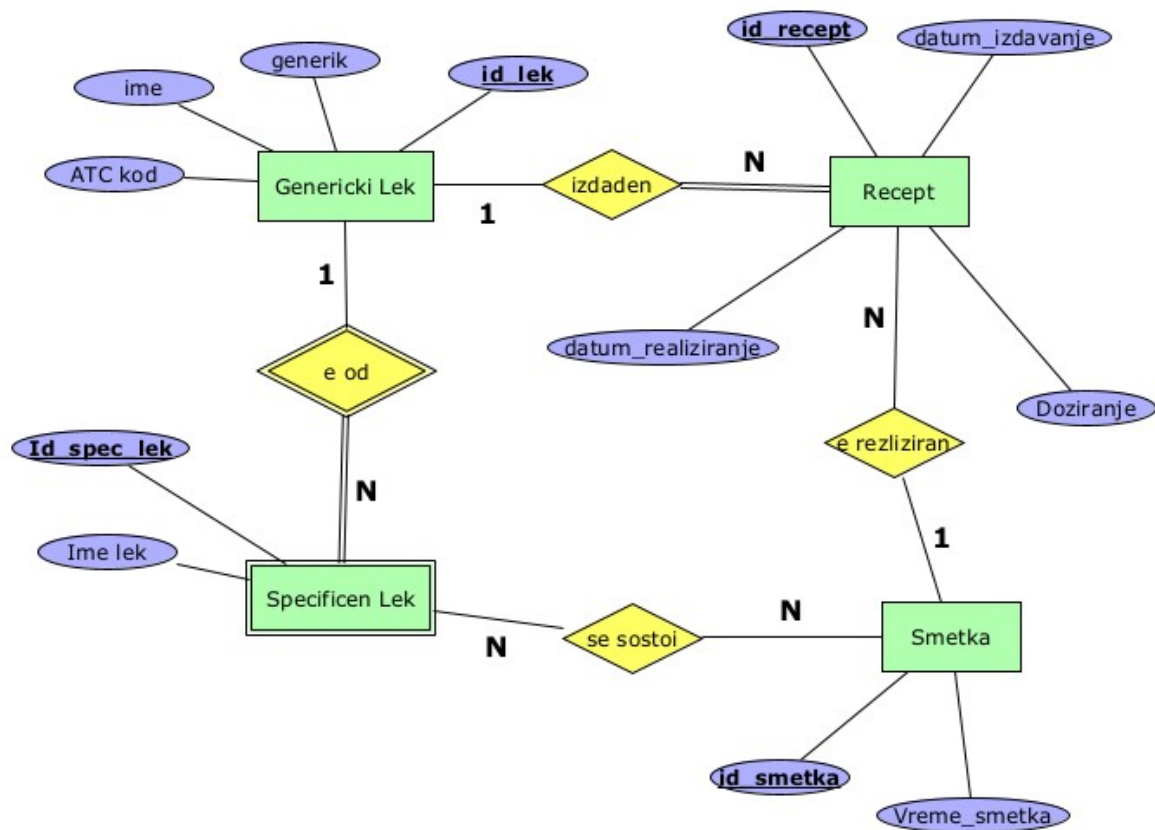 id_recept
datum_izdavanje
generik
id_lek
ime
ATC kod
Genericki Lek
izdaden
N
Recept
1
1
N
datum_realiziranje
e od
Doziranje
Id_spec_lek
e rezliziran
N
Ime lek
1
Specificen Lek
N
se sostoi
N
Smetka
id_smetka
Vreme_smetka